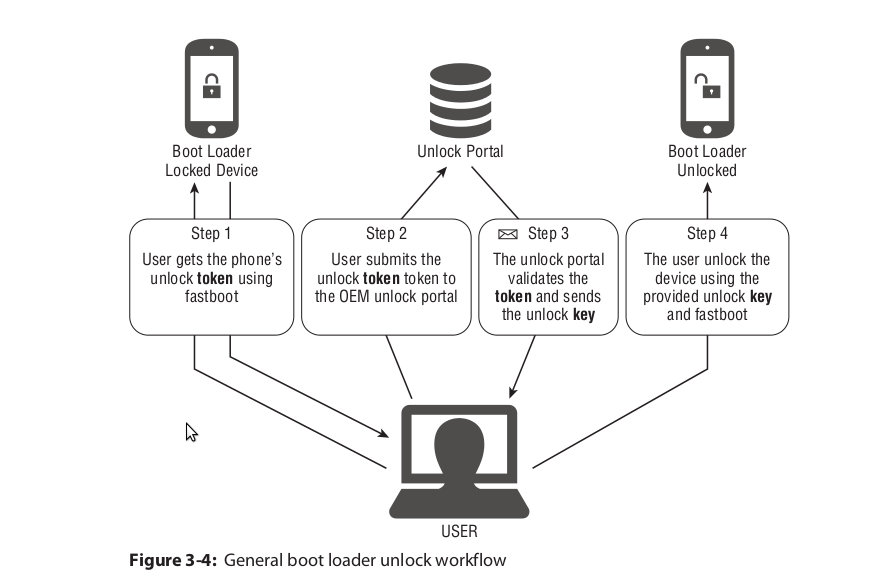 Boot Loader
Locked Device
Unlock Portal
Boot Loader
Unlocked
Step 1
User gets the phone's
unlock token using
fastboot
Step 2
User submits the
unlock token token to
the OEM unlock portal
Step 3
The unlock portal
validates the
token and sends
the unlock key
Step 4
The user unlock the
device using the
provided unlock key
and fastboot
USER
Figure 3-4: General boot loader unlock workflow